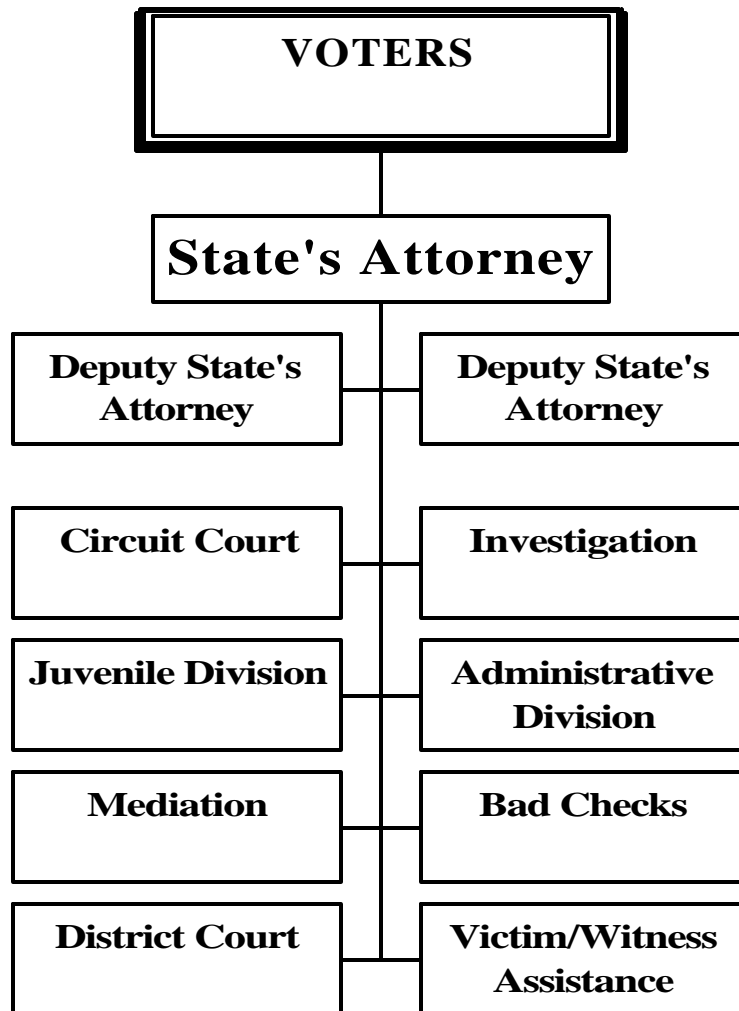 VOTERS
State's Attorney
Deputy State's
Attorney
Deputy State's
Attorney
Circuit Court
Investigation
Juvenile Division
Administrative
Division
Mediation
Bad Checks
District Court
Victim/Witness
Assistance